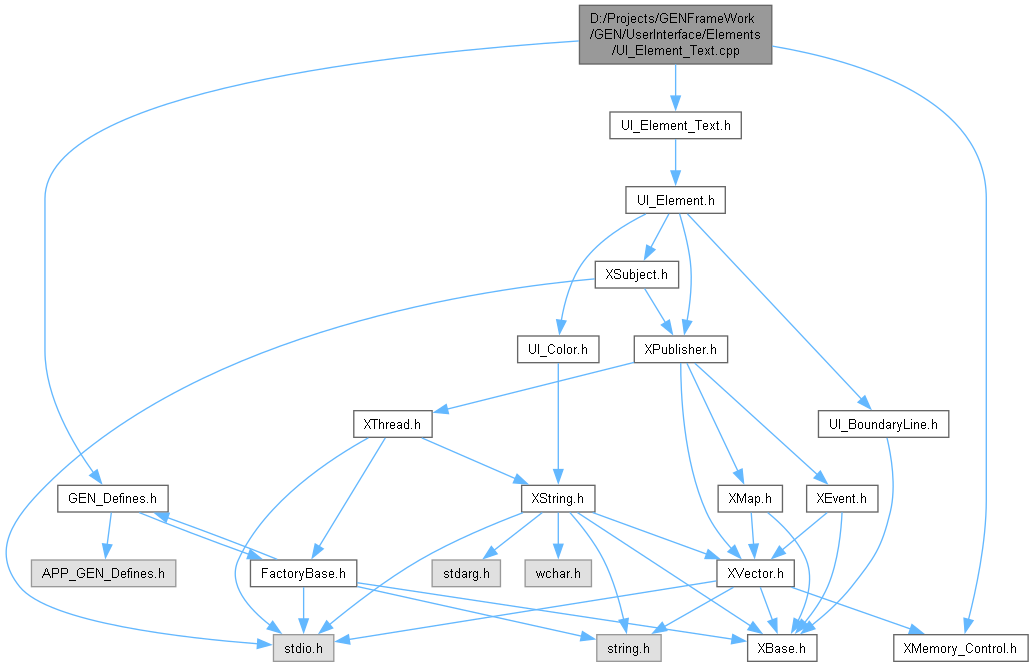 D:/Projects/GENFrameWork
/GEN/UserInterface/Elements
/UI_Element_Text.cpp
UI_Element_Text.h
UI_Element.h
XSubject.h
UI_Color.h
XPublisher.h
XThread.h
UI_BoundaryLine.h
GEN_Defines.h
XString.h
XMap.h
XEvent.h
APP_GEN_Defines.h
FactoryBase.h
stdarg.h
wchar.h
XVector.h
stdio.h
string.h
XBase.h
XMemory_Control.h